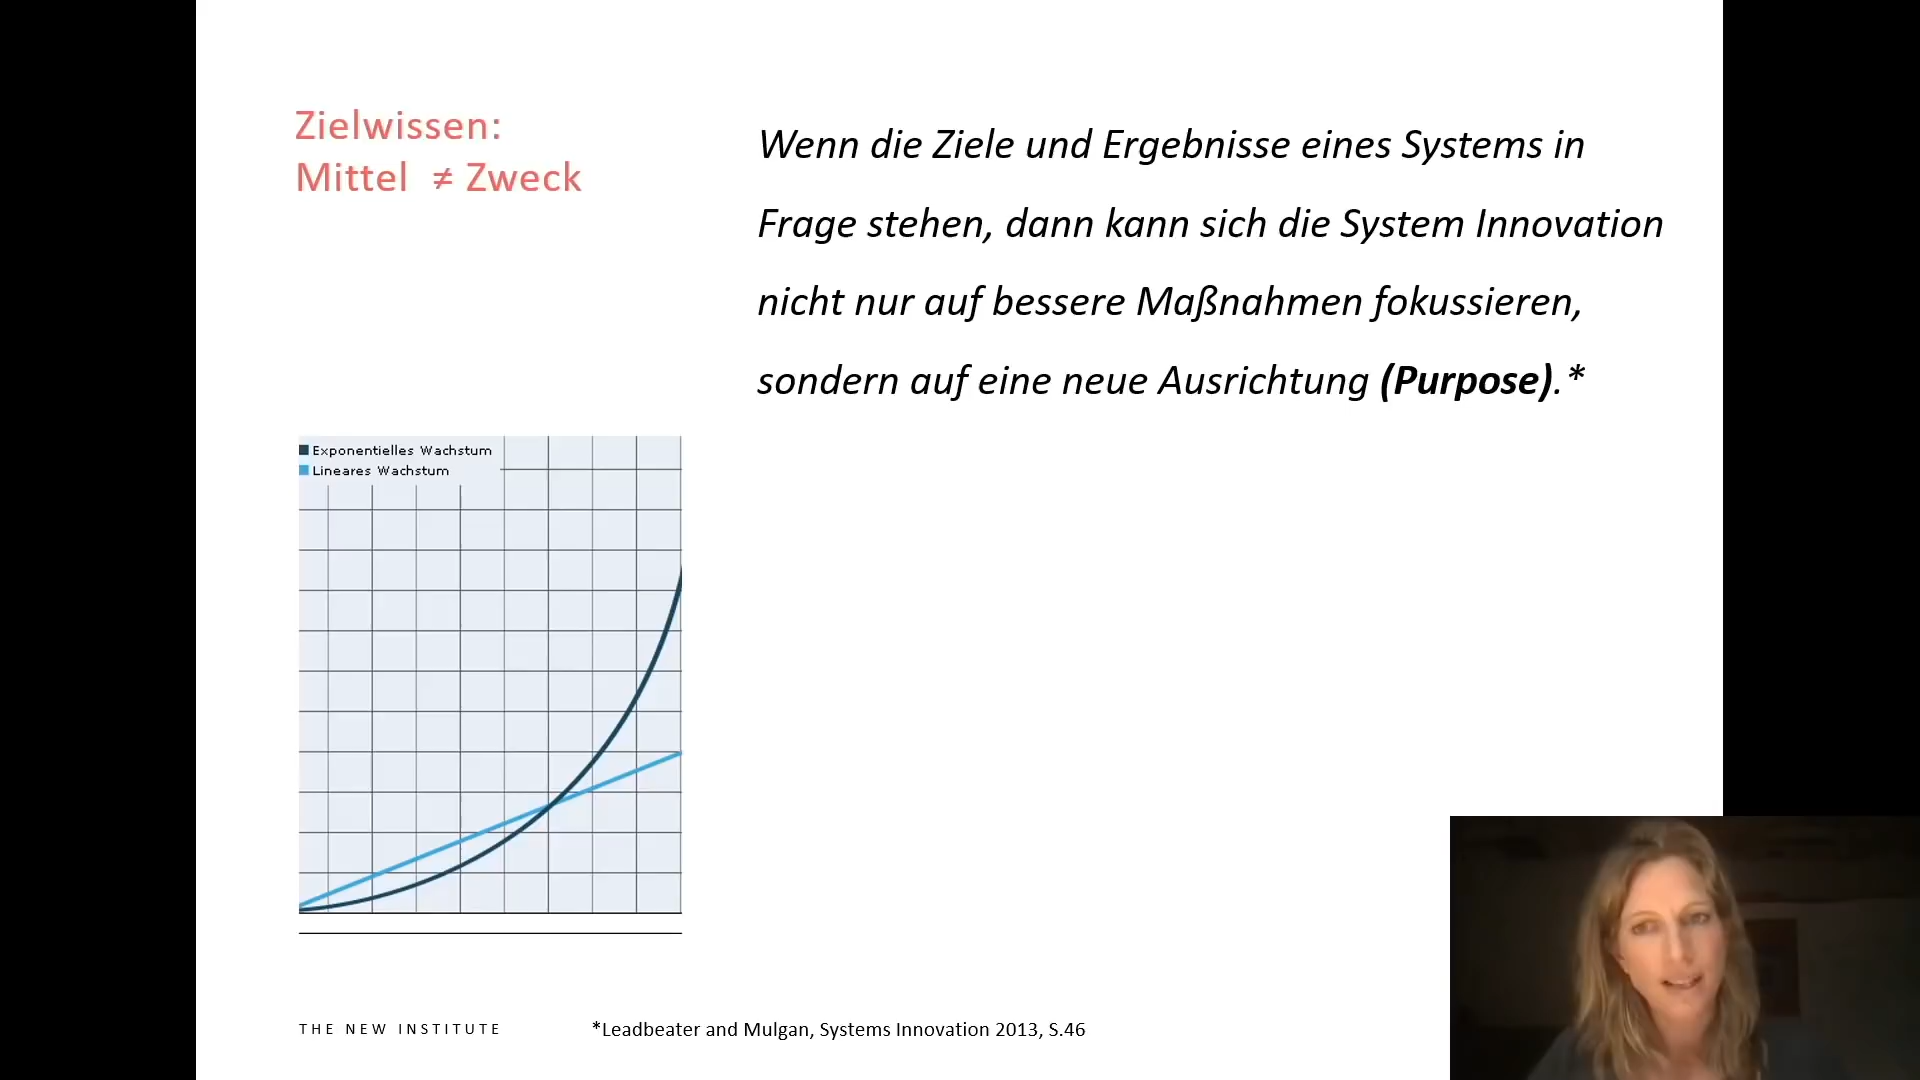 Zielwissen:
Mittel ≠ Zweck
Wenn die Ziele und Ergebnisse eines Systems in
Frage stehen, dann kann sich die System Innovation
nicht nur auf bessere Maßnahmen fokussieren,
sondern auf eine neue Ausrichtung (Purpose).*
Exponentielles Wachstum
Lineares Wachstum
THE NEW INSTITUTE
*Leadbeater and Mulgan, Systems Innovation 2013, S.46